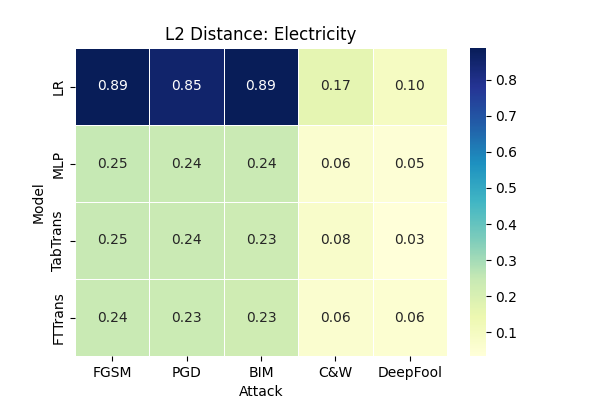 L2 Distance: Electricity
LR 0.89 0.85 0.89 0.17 0.10
MLP 0.25 0.24 0.24 0.06 0.05
TabTrans 0.25 0.24 0.23 0.08 0.03
FTTrans 0.24 0.23 0.23 0.06 0.06
Model
FGSM PGD BIM C&W DeepFool
Attack
0.8
0.7
0.6
0.5
0.4
0.3
0.2
0.1